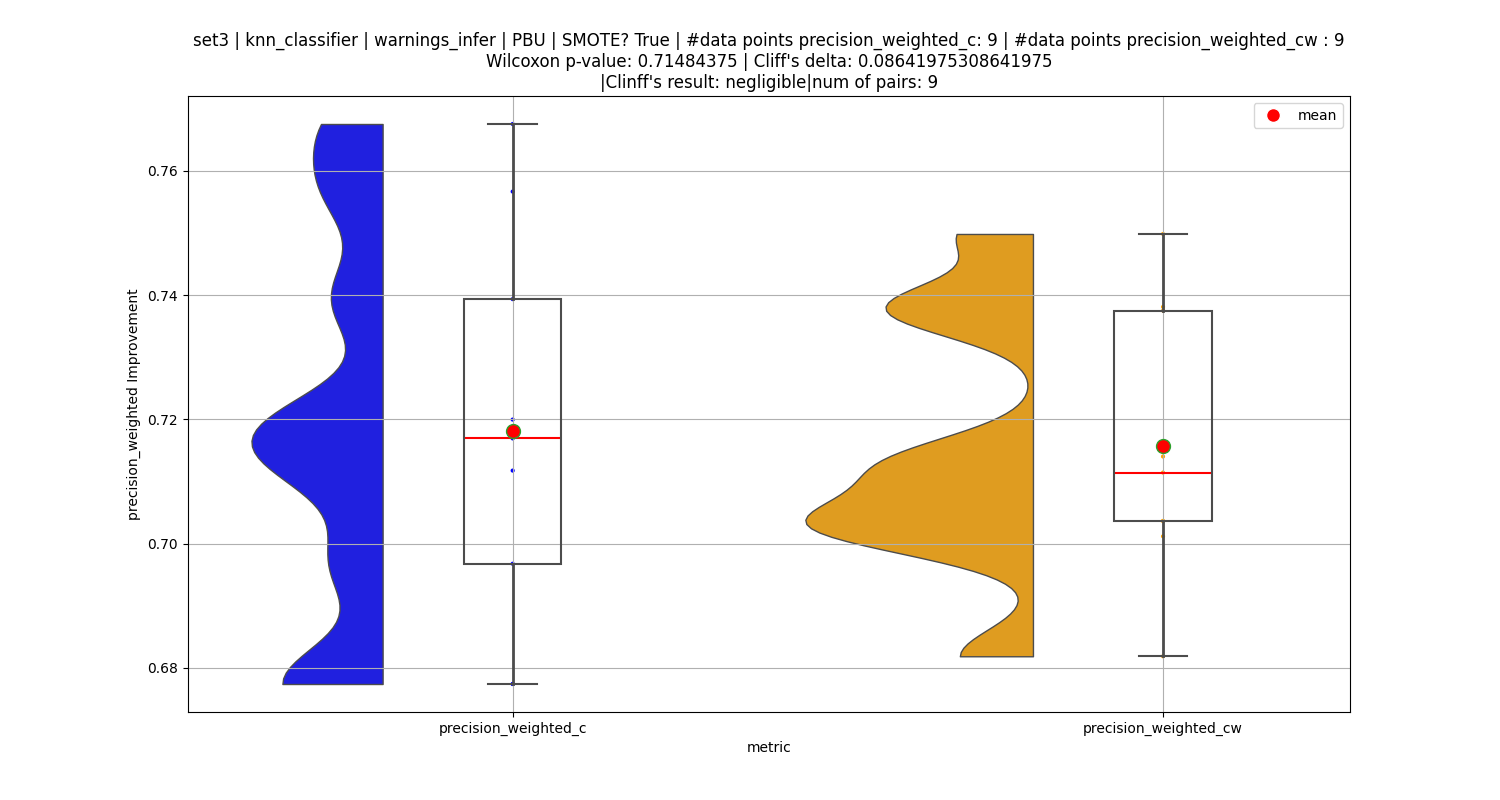 set3 | knn_classifier | warnings_infer | PBU | SMOTE? True | #data points precision_weighted_c: 9 | #data points precision_weighted_cw : 9
Wilcoxon p-value: 0.71484375 | Cliff's delta: 0.08641975308641975
|Clinff's result: negligible|num of pairs: 9
mean
0.76
0.74
0.72
0.70
0.68
precision_weighted Improvement
precision_weighted_c
precision_weighted_cw
metric